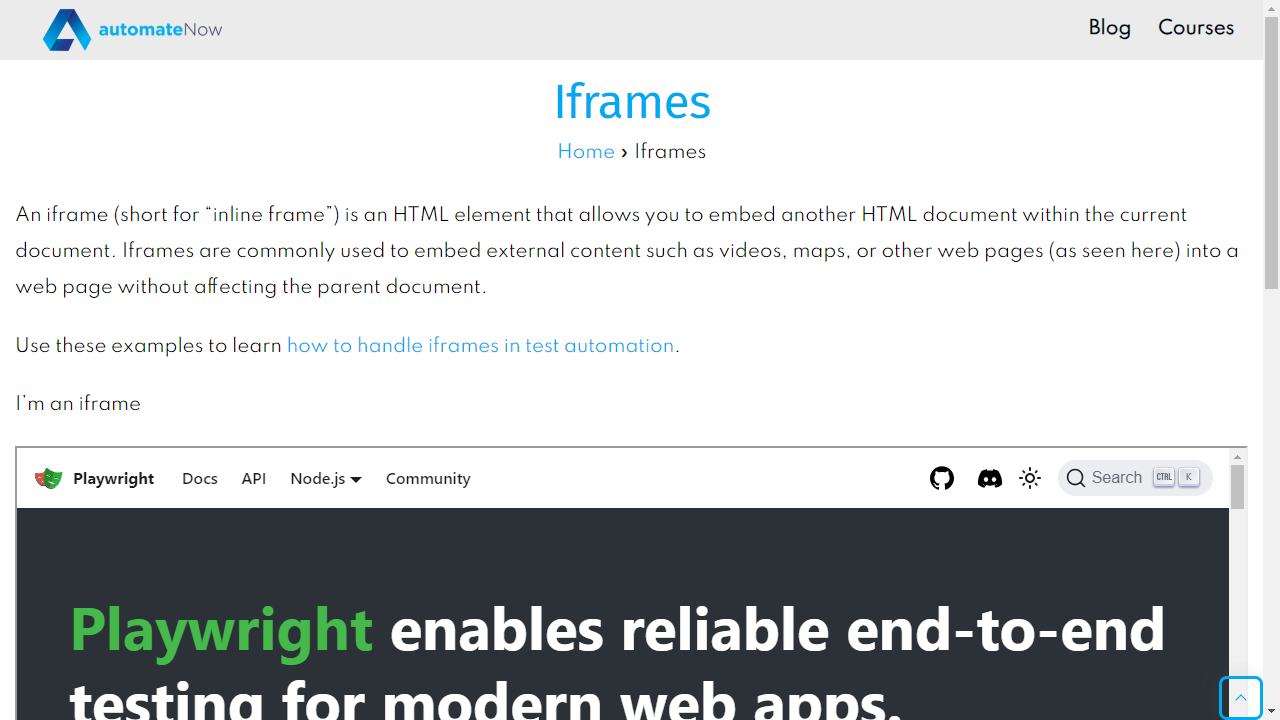 automateNow
Blog Courses
Iframes
Home › Iframes
An iframe (short for “inline frame”) is an HTML element that allows you to embed another HTML document within the current
document. Iframes are commonly used to embed external content such as videos, maps, or other web pages (as seen here) into a
web page without affecting the parent document.
Use these examples to learn how to handle iframes in test automation.
I’m an iframe
Playwright Docs API Node.js Community Search CTRL K
Playwright enables reliable end-to-end
testing for modern web apps.